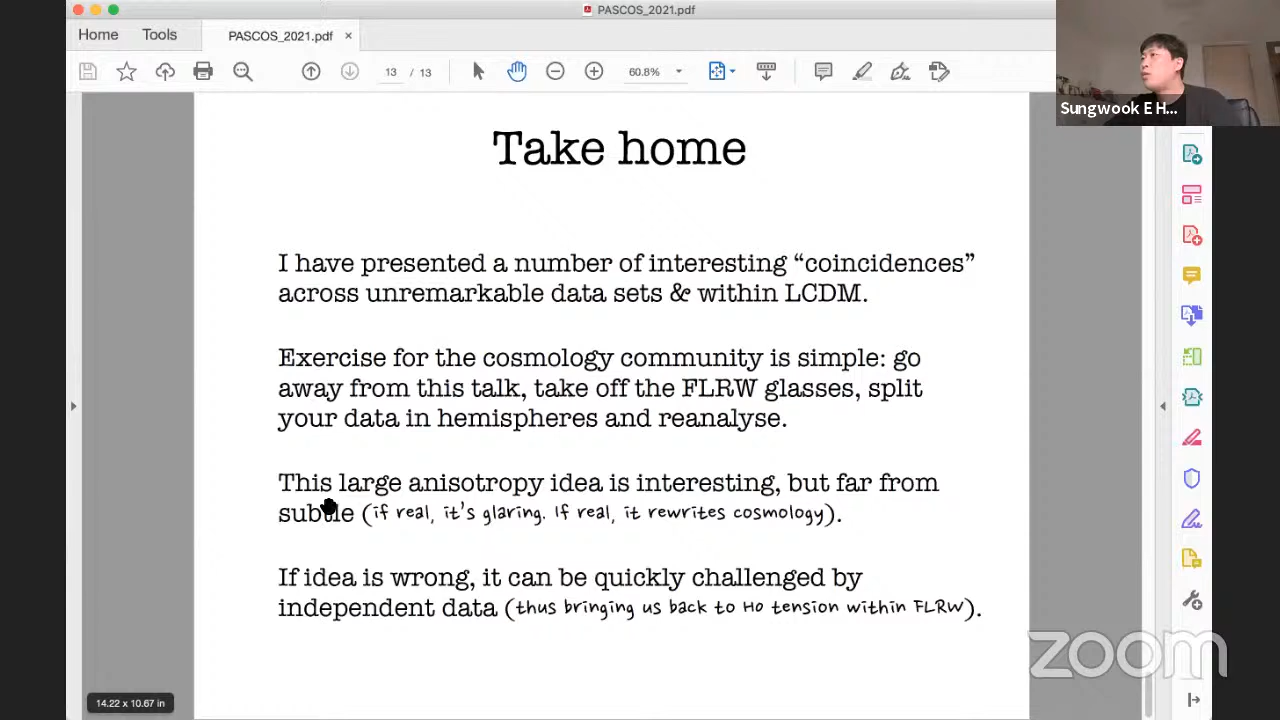 PASCOS_2021.pdf
Home Tools PASCOS_2021.pdf ×
13 / 13 60.8%
Sungwook E H...
Take home
I have presented a number of interesting “coincidences”
across unremarkable data sets & within LCDM.
Exercise for the cosmology community is simple: go
away from this talk, take off the FLRW glasses, split
your data in hemispheres and reanalyse.
This large anisotropy idea is interesting, but far from
subtle (if real, it's glaring. If real, it rewrites cosmology).
If idea is wrong, it can be quickly challenged by
independent data (thus bringing us back to H0 tension within FLRW).
zoom
14.22 x 10.67 in